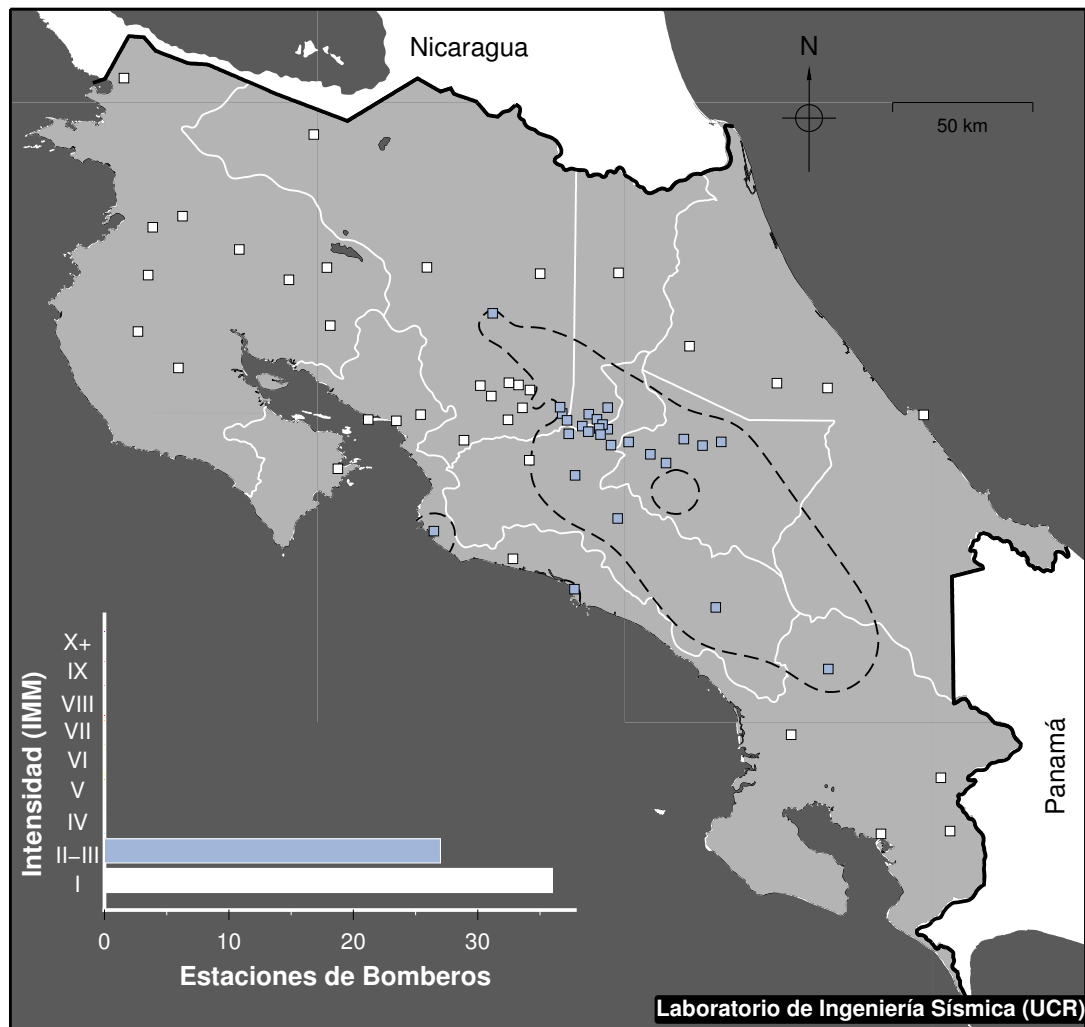 Nicaragua
N
50 km
Panamá
Intensidad (IMM)
X+
IX
VIII
VII
VI
V
IV
II−III
I
0 10 20 30
Estaciones de Bomberos
Laboratorio de Ingeniería Sísmica (UCR)